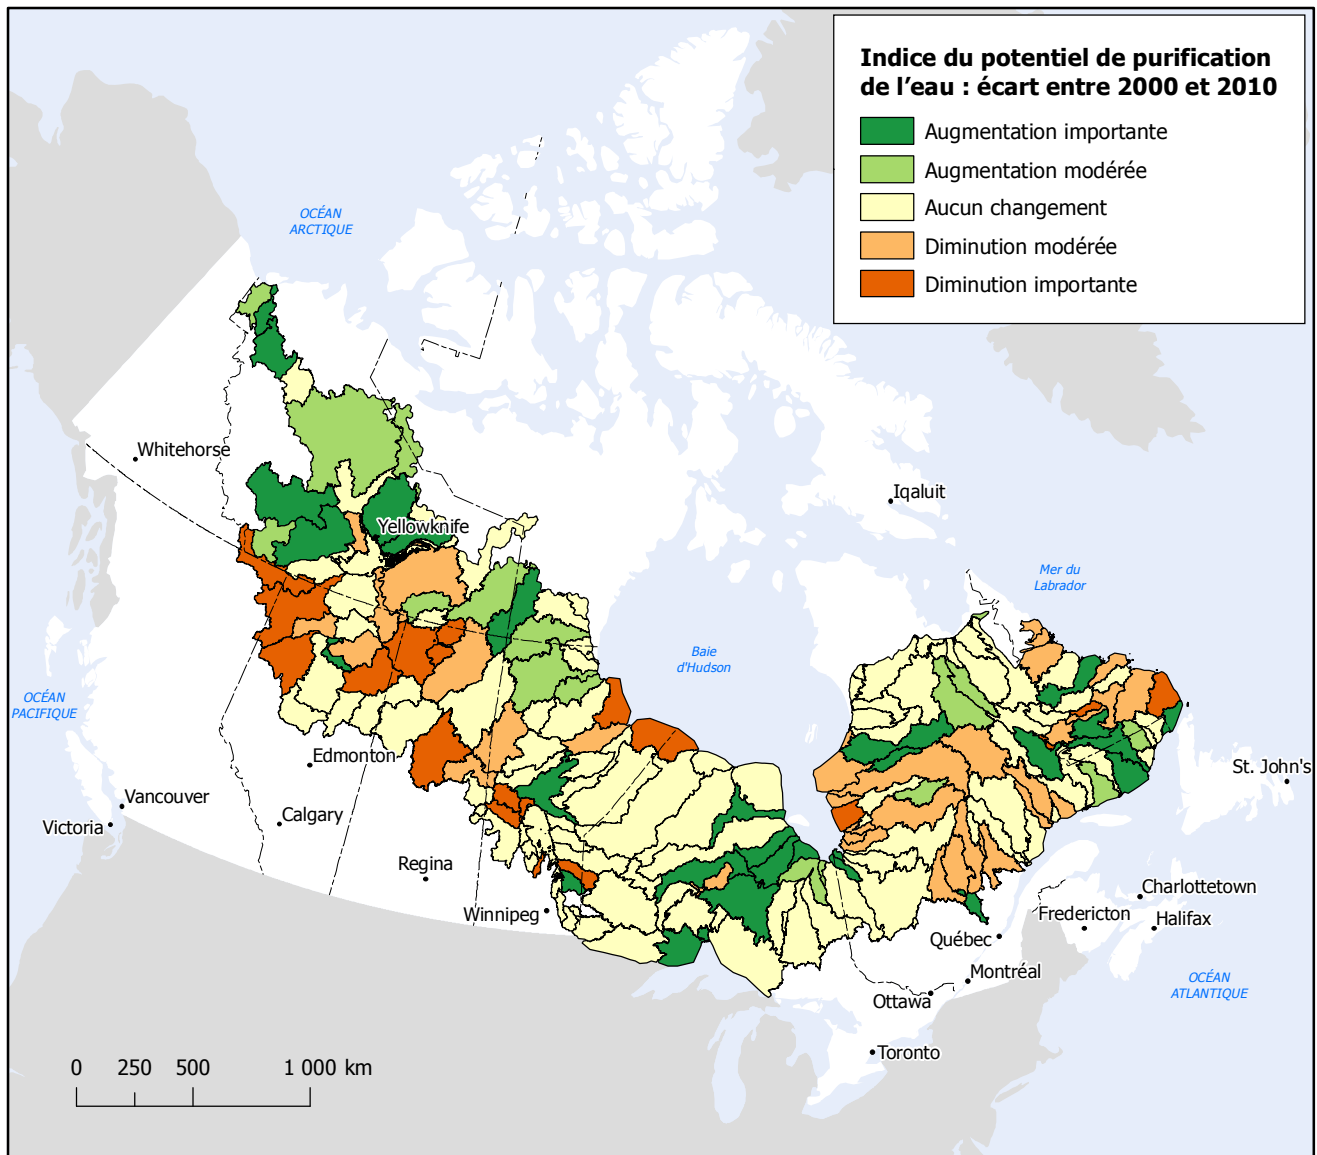 Indice du potentiel de purification
de l'eau : écart entre 2000 et 2010
Augmentation importante
Augmentation modérée
Aucun changement
Diminution modérée
Diminution importante
OCÉAN
ARCTIQUE
Whitehorse
Yellowknife
Iqaluit
Mer du
Labrador
Baie
d'Hudson
OCÉAN
PACIFIQUE
Edmonton
St. John's
Vancouver
Calgary
Victoria
Regina
Charlottetown
Winnipeg
Fredericton
Halifax
Québec
Montréal
OCÉAN
ATLANTIQUE
Ottawa
Toronto
0 250 500 1 000 km